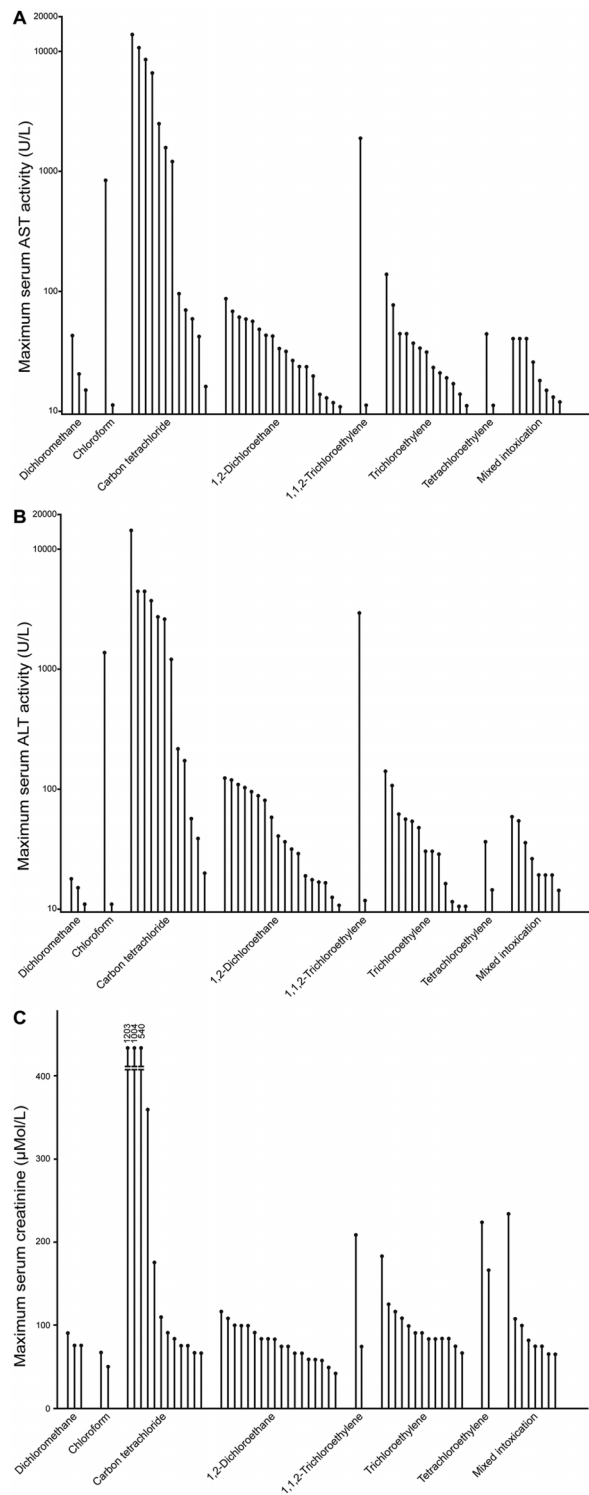 A
Maximum serum AST activity (U/L)
20000
10000
1000
100
10
Dichloromethane
Chloroform
Carbon tetrachloride
1,2-Dichloroethane
1,1,2-Trichloroethylene
Trichloroethylene
Tetrachloroethylene
Mixed intoxication
B
Maximum serum ALT activity (U/L)
20000
10000
1000
100
10
Dichloromethane
Chloroform
Carbon tetrachloride
1,2-Dichloroethane
1,1,2-Trichloroethylene
Trichloroethylene
Tetrachloroethylene
Mixed intoxication
C
Maximum serum creatinine (µMol/L)
1203
1004
540
400
300
200
100
0
Dichloromethane
Chloroform
Carbon tetrachloride
1,2-Dichloroethane
1,1,2-Trichloroethylene
Trichloroethylene
Tetrachloroethylene
Mixed intoxication